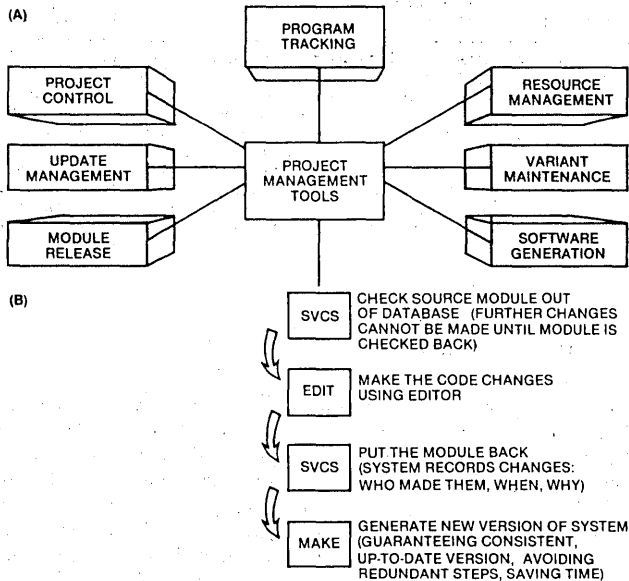 (A)
PROGRAM
TRACKING
PROJECT
CONTROL
RESOURCE
MANAGEMENT
UPDATE
MANAGEMENT
PROJECT
MANAGEMENT
TOOLS
VARIANT
MAINTENANCE
MODULE
RELEASE
SOFTWARE
GENERATION
(B)
SVCS
CHECK SOURCE MODULE OUT
OF DATABASE (FURTHER CHANGES
CANNOT BE MADE UNTIL MODULE IS
CHECKED BACK)
EDIT
MAKE THE CODE CHANGES
USING EDITOR
SVCS
PUT THE MODULE BACK
(SYSTEM RECORDS CHANGES:
WHO MADE THEM, WHEN, WHY)
MAKE
GENERATE NEW VERSION OF SYSTEM
(GUARANTEEING CONSISTENT,
UP-TO-DATE VERSION, AVOIDING
REDUNDANT STEPS, SAVING TIME)